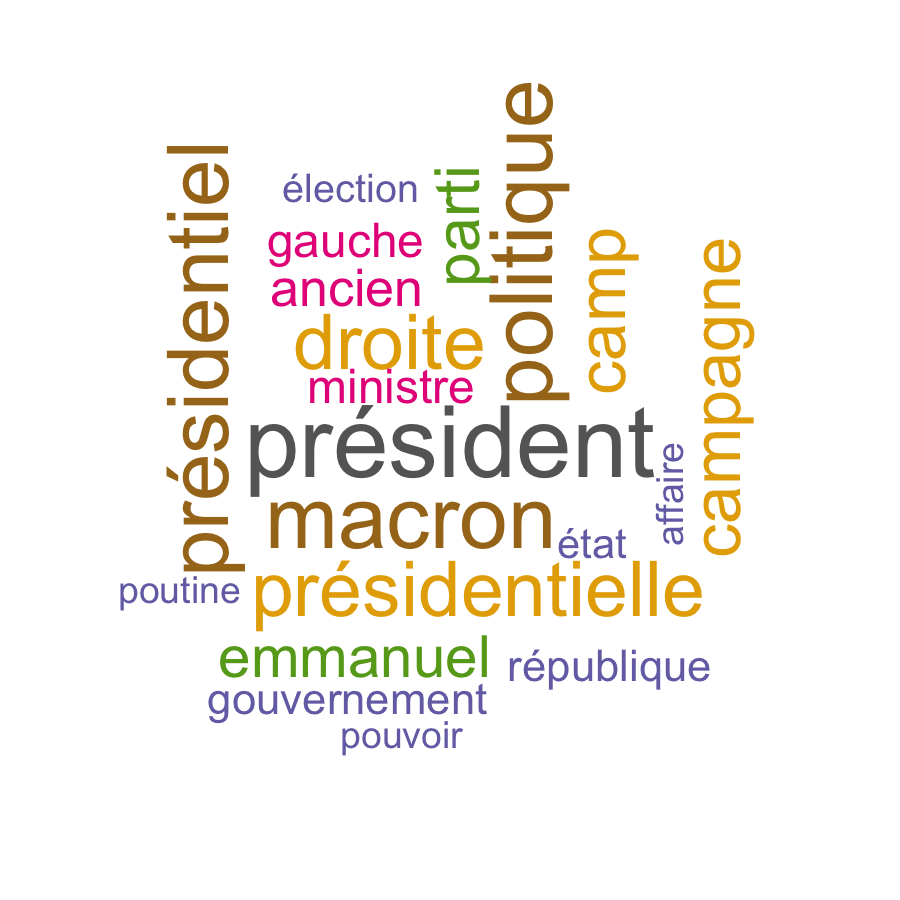 présidentiel
élection
parti
politique
gauche
camp
campagne
ancien
droite
ministre
président
affaire
macron
état
poutine
présidentielle
emmanuel
république
gouvernement
pouvoir